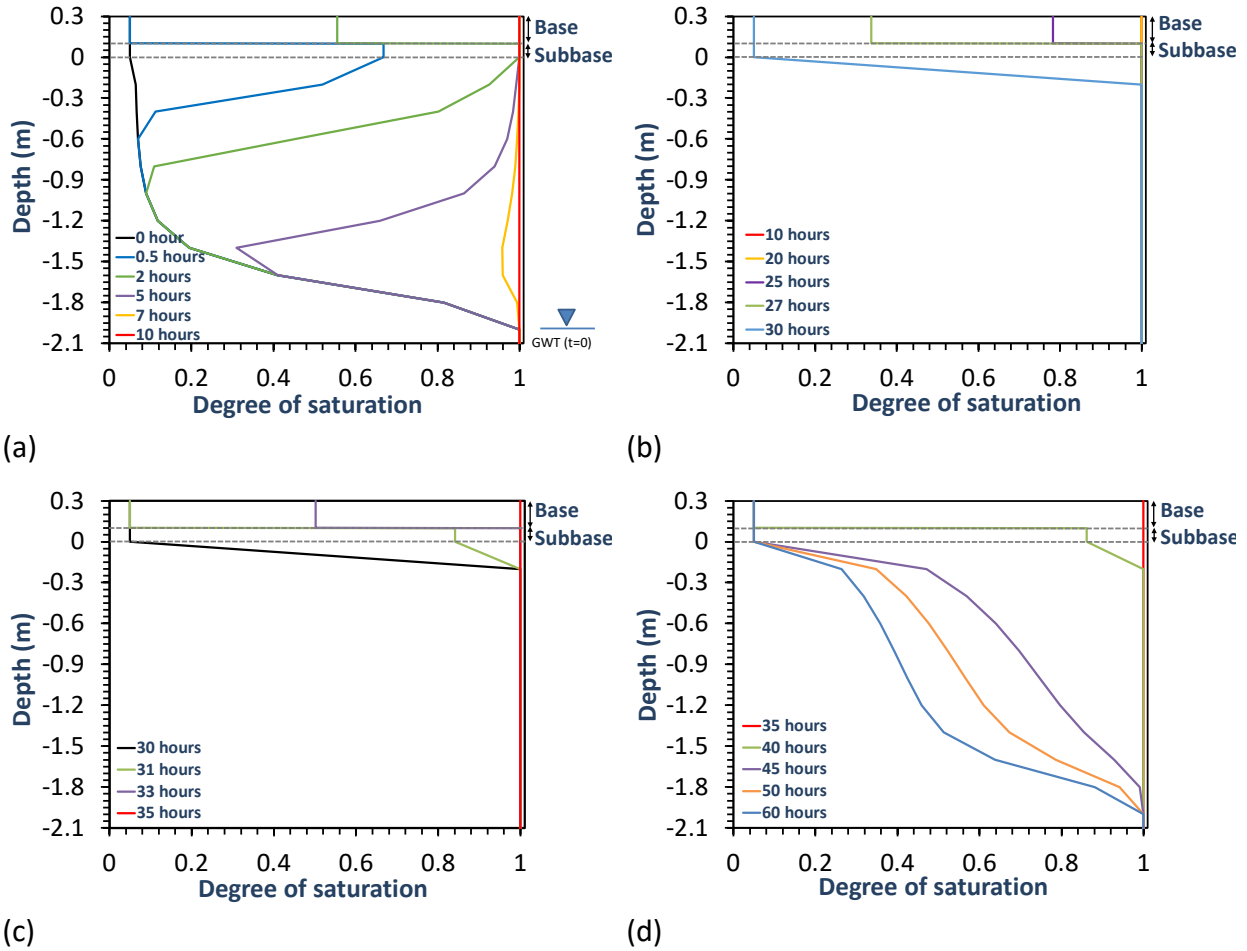 0.3
0
-0.3
-0.6
-0.9
-1.2
-1.5
-1.8
-2.1
Depth (m)
0 hour
0.5 hours
2 hours
5 hours
7 hours
10 hours
Base
Subbase
GWT (t=0)
0 0.2 0.4 0.6 0.8 1
Degree of saturation
(a)
0.3
0
-0.3
-0.6
-0.9
-1.2
-1.5
-1.8
-2.1
Depth (m)
10 hours
20 hours
25 hours
27 hours
30 hours
Base
Subbase
0 0.2 0.4 0.6 0.8 1
Degree of saturation
(b)
0.3
0
-0.3
-0.6
-0.9
-1.2
-1.5
-1.8
-2.1
Depth (m)
30 hours
31 hours
33 hours
35 hours
Base
Subbase
0 0.2 0.4 0.6 0.8 1
Degree of saturation
(c)
0.3
0
-0.3
-0.6
-0.9
-1.2
-1.5
-1.8
-2.1
Depth (m)
35 hours
40 hours
45 hours
50 hours
60 hours
Base
Subbase
0 0.2 0.4 0.6 0.8 1
Degree of saturation
(d)